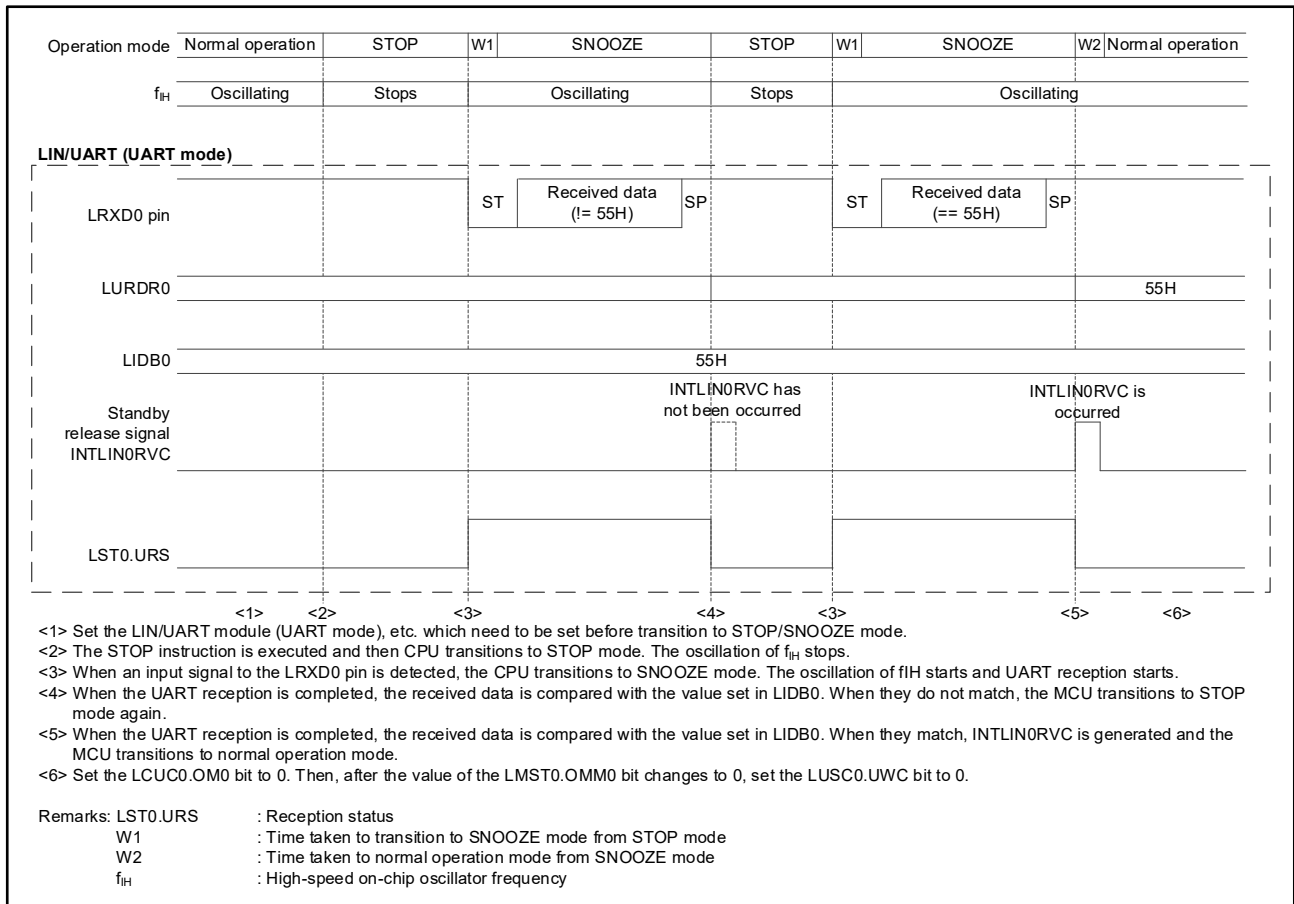 Operation mode Normal operation STOP W1 SNOOZE STOP W1 SNOOZE W2 Normal operation
fIH Oscillating Stops Oscillating Stops Oscillating
LIN/UART (UART mode)
LRXD0 pin ST Received data (!= 55H) SP ST Received data (== 55H) SP
LURDR0 55H
LIDB0 55H
Standby release signal INTLIN0RVC
INTLIN0RVC has not been occurred
INTLIN0RVC is occurred
LST0.URS
<1> <2> <3> <4> <3> <5> <6>
<1> Set the LIN/UART module (UART mode), etc. which need to be set before transition to STOP/SNOOZE mode.
<2> The STOP instruction is executed and then CPU transitions to STOP mode. The oscillation of fIH stops.
<3> When an input signal to the LRXD0 pin is detected, the CPU transitions to SNOOZE mode. The oscillation of fIH starts and UART reception starts.
<4> When the UART reception is completed, the received data is compared with the value set in LIDB0. When they do not match, the MCU transitions to STOP
mode again.
<5> When the UART reception is completed, the received data is compared with the value set in LIDB0. When they match, INTLIN0RVC is generated and the
MCU transitions to normal operation mode.
<6> Set the LCUC0.OM0 bit to 0. Then, after the value of the LMST0.OMM0 bit changes to 0, set the LUSC0.UWC bit to 0.
Remarks: LST0.URS : Reception status
W1 : Time taken to transition to SNOOZE mode from STOP mode
W2 : Time taken to normal operation mode from SNOOZE mode
fIH : High-speed on-chip oscillator frequency